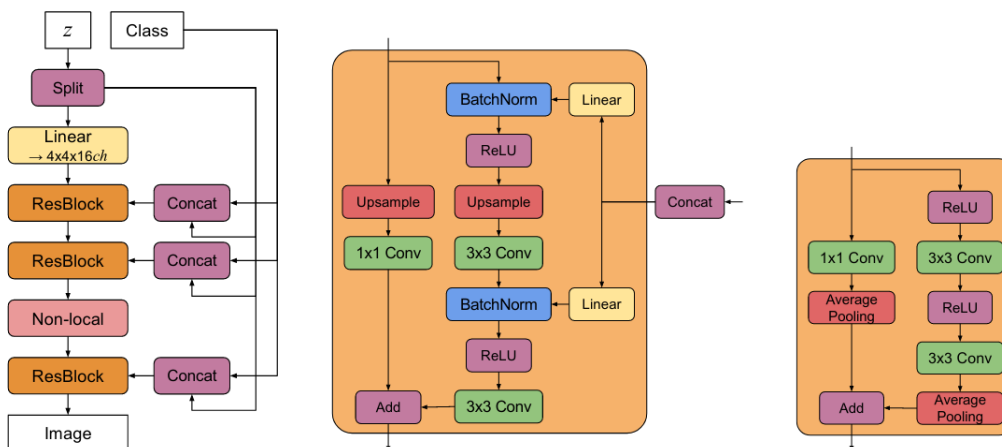 z
Class
Split
Linear
→ 4x4x16ch
ResBlock
Concat
ResBlock
Concat
Non-local
ResBlock
Concat
Image
BatchNorm
Linear
ReLU
Upsample
Upsample
Concat
1x1 Conv
3x3 Conv
BatchNorm
Linear
ReLU
Add
3x3 Conv
ReLU
1x1 Conv
3x3 Conv
Average
Pooling
ReLU
3x3 Conv
Add
Average
Pooling